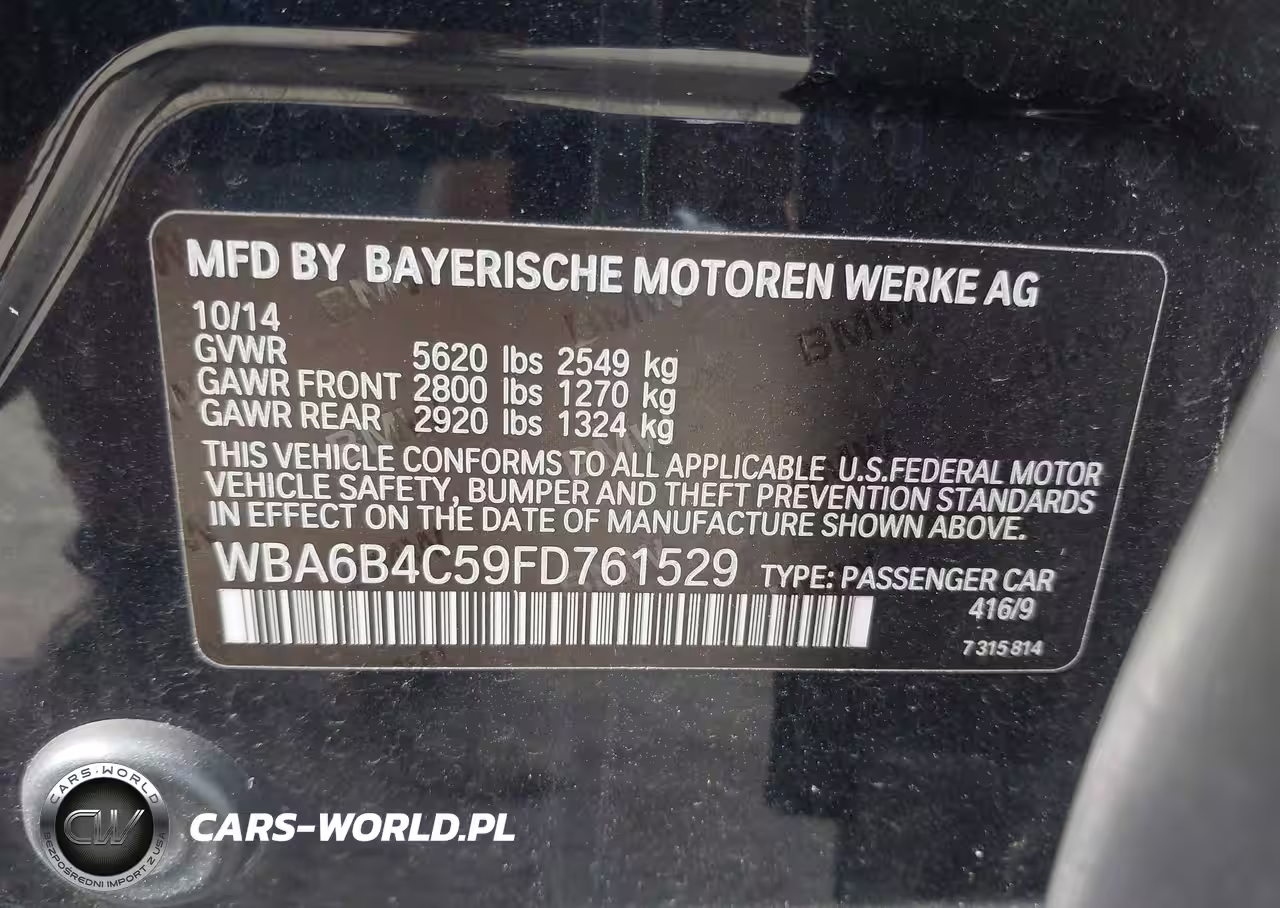 MFD BY BAYERISCHE MOTOREN WERKE AG
10/14
GVWR 5620 lbs 2549 kg
GAWR FRONT 2800 lbs 1270 kg
GAWR REAR 2920 lbs 1324 kg
THIS VEHICLE CONFORMS TO ALL APPLICABLE U.S.FEDERAL MOTOR
VEHICLE SAFETY, BUMPER AND THEFT PREVENTION STANDARDS
IN EFFECT ON THE DATE OF MANUFACTURE SHOWN ABOVE.
WBA6B4C59FD761529 TYPE: PASSENGER CAR
416/9
7 315 814
CARS-WORLD
CW
BEZPOŚREDNI IMPORT Z USA
CARS-WORLD.PL